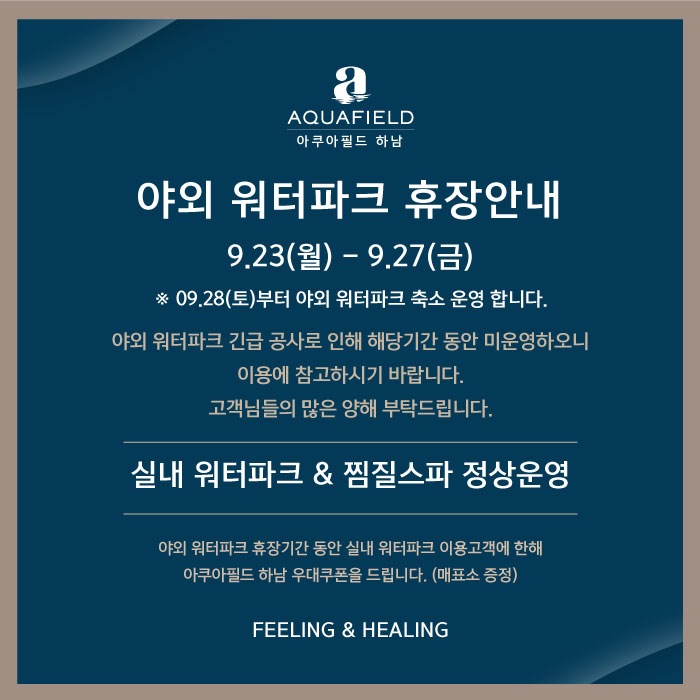 a
AQUAFIELD
아쿠아필드 하남
야외 워터파크 휴장안내
9.23(월) - 9.27(금)
※ 09.28(토)부터 야외 워터파크 축소 운영 합니다.
야외 워터파크 긴급 공사로 인해 해당기간 동안 미운영하오니
이용에 참고하시기 바랍니다.
고객님들의 많은 양해 부탁드립니다.
실내 워터파크 & 찜질스파 정상운영
야외 워터파크 휴장기간 동안 실내 워터파크 이용고객에 한해
아쿠아필드 하남 우대쿠폰을 드립니다. (매표소 증정)
FEELING & HEALING